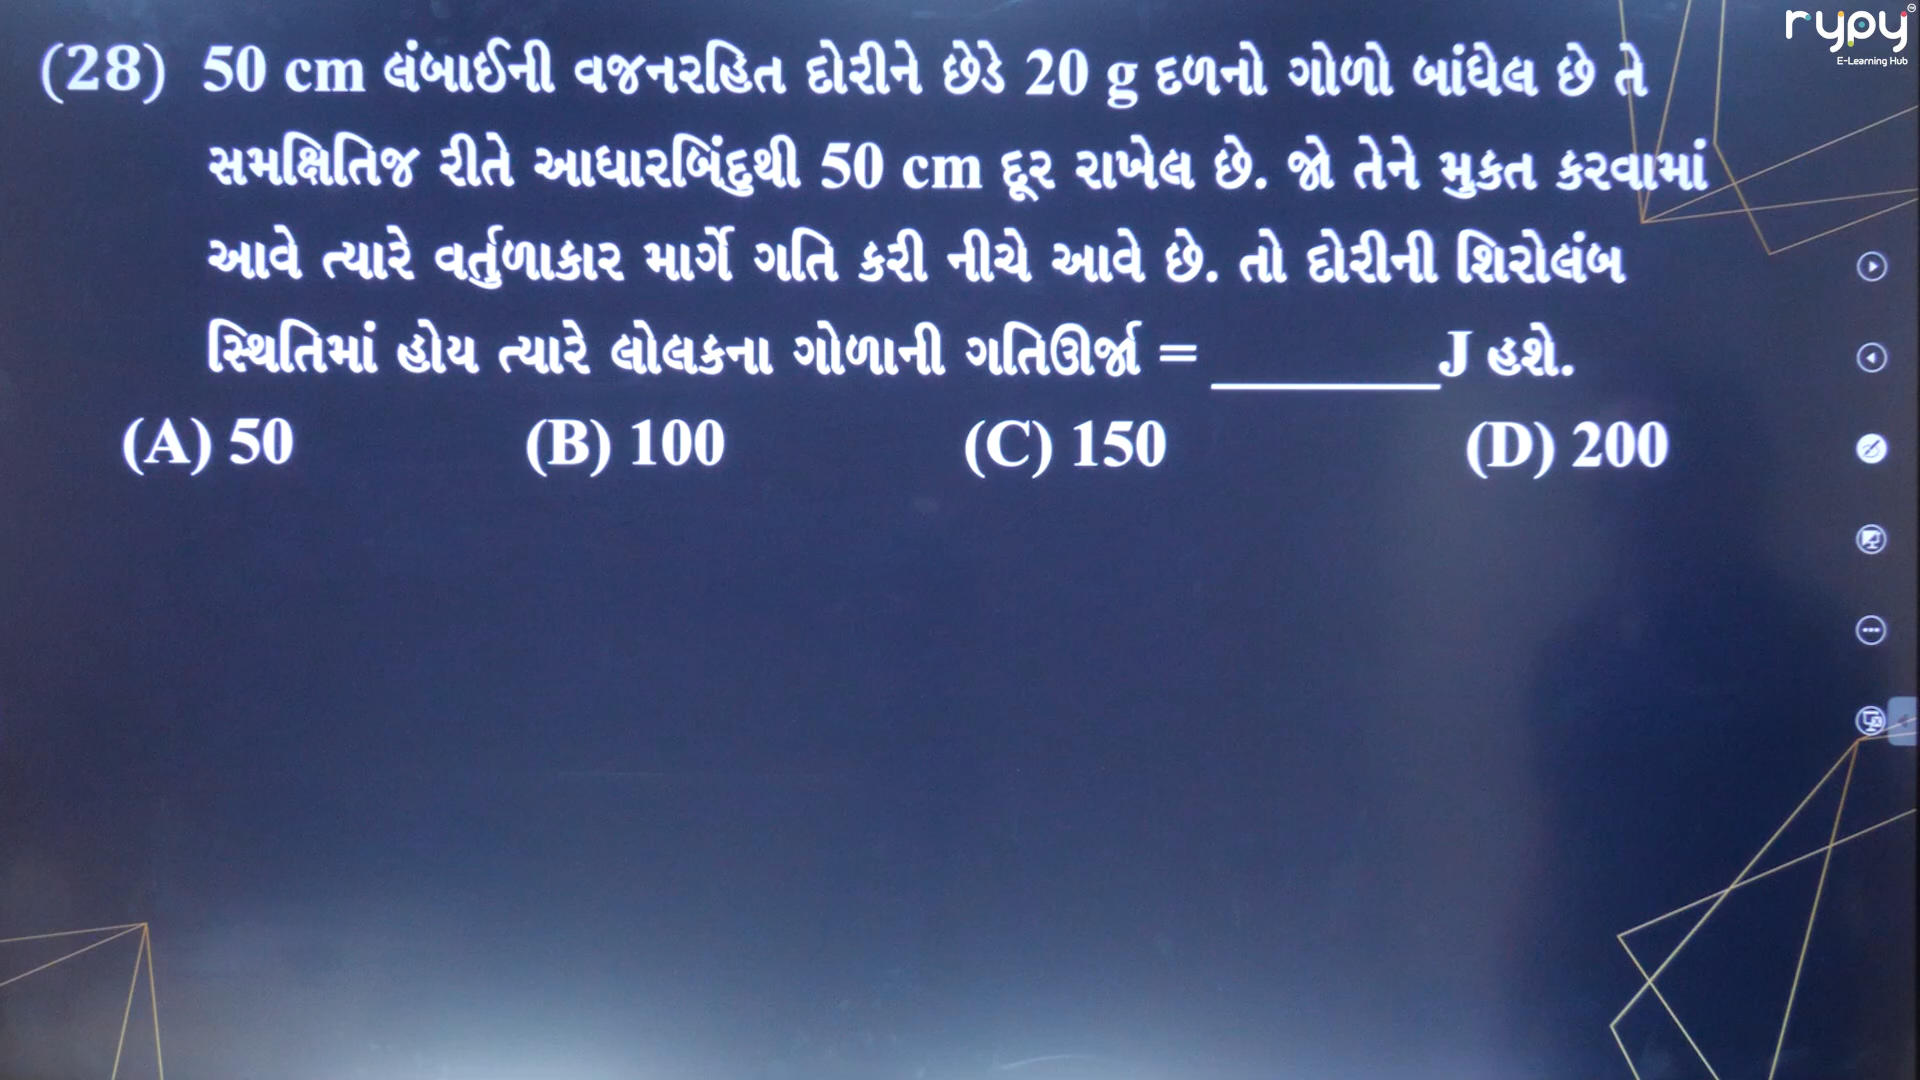 rypy
E-Learning Hub
(28) 50 cm લંબાઈની વજનરહિત દોરીને છેડે 20 g દળનો ગોળો બાંધેલ છે તે
સમક્ષિતિજ રીતે આધારબિંદુથી 50 cm દૂર રાખેલ છે. જો તેને મુકત કરવામાં
આવે ત્યારે વર્તુળાકાર માર્ગે ગતિ કરી નીચે આવે છે. તો દોરીની શિરોલંબ
સ્થિતિમાં હોય ત્યારે લોલકના ગોળાની ગતિઊર્જા = ________J હશે.
(A) 50 (B) 100 (C) 150 (D) 200